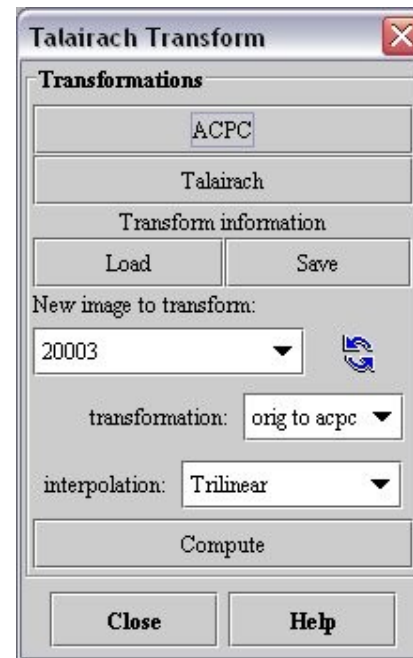 Talairach Transform
Transformations
ACPC
Talairach
Transform information
Load Save
New image to transform:
20003
transformation: orig to acpc
interpolation: Trilinear
Compute
Close Help